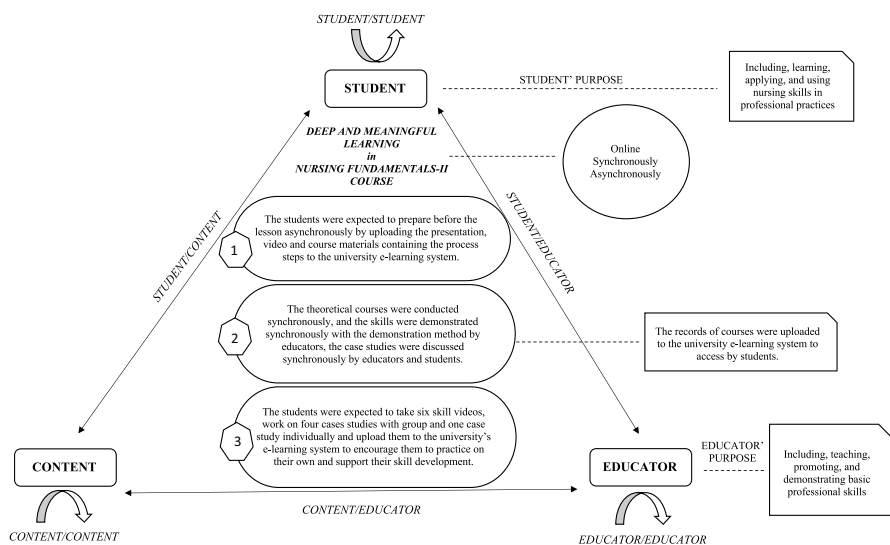 STUDENT/STUDENT
STUDENT
STUDENT' PURPOSE
Including, learning,
applying, and using
nursing skills in
professional practices
DEEP AND MEANINGFUL
LEARNING
in
NURSING FUNDAMENTALS-II
COURSE
Online
Synchronously
Asynchronously
STUDENT/CONTENT
STUDENT/EDUCATOR
1
The students were expected to prepare before the
lesson asynchronously by uploading the presentation,
video and course materials containing the process
steps to the university e-learning system.
2
The theoretical courses were conducted
synchronously, and the skills were demonstrated
synchronously with the demonstration method by
educators, the case studies were discussed
synchronously by educators and students.
The records of courses were uploaded
to the university e-learning system to
access by students.
3
The students were expected to take six skill videos,
work on four cases studies with group and one case
study individually and upload them to the university's
e-learning system to encourage them to practice on
their own and support their skill development.
CONTENT
EDUCATOR
EDUCATOR'
PURPOSE
Including, teaching,
promoting, and
demonstrating basic
professional skills
CONTENT/EDUCATOR
CONTENT/CONTENT
EDUCATOR/EDUCATOR